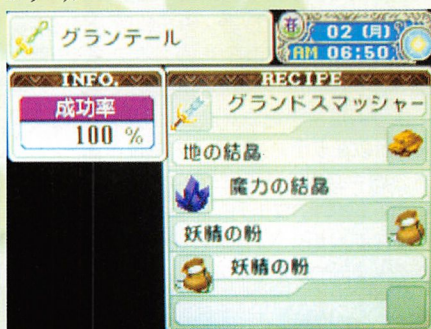 グランテール
春 02 (月)
AM 06:50
INFO.
成功率
100 %
RECIPE
グランドスマッシャー
地の結晶
魔力の結晶
妖精の粉
妖精の粉